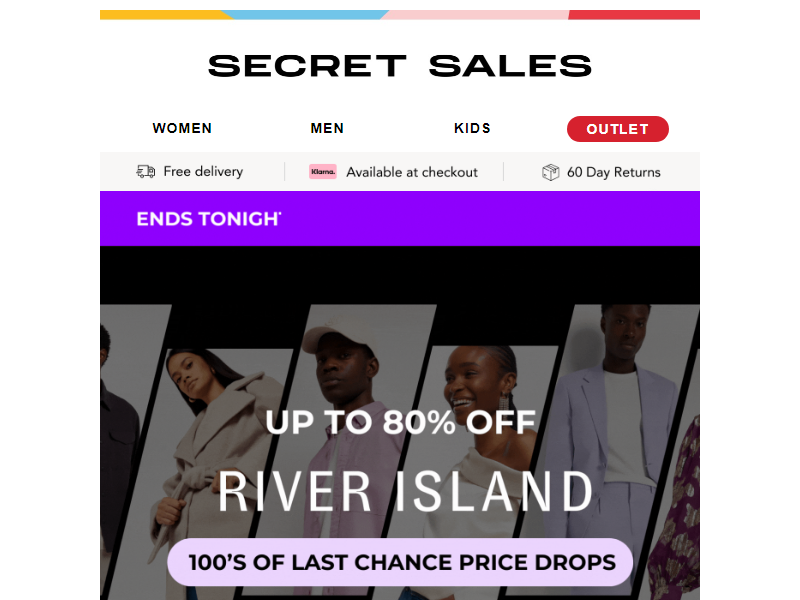 SECRET SALES
WOMEN MEN KIDS OUTLET
Free delivery Klarna. Available at checkout 60 Day Returns
ENDS TONIGH
UP TO 80% OFF
RIVER ISLAND
100'S OF LAST CHANCE PRICE DROPS